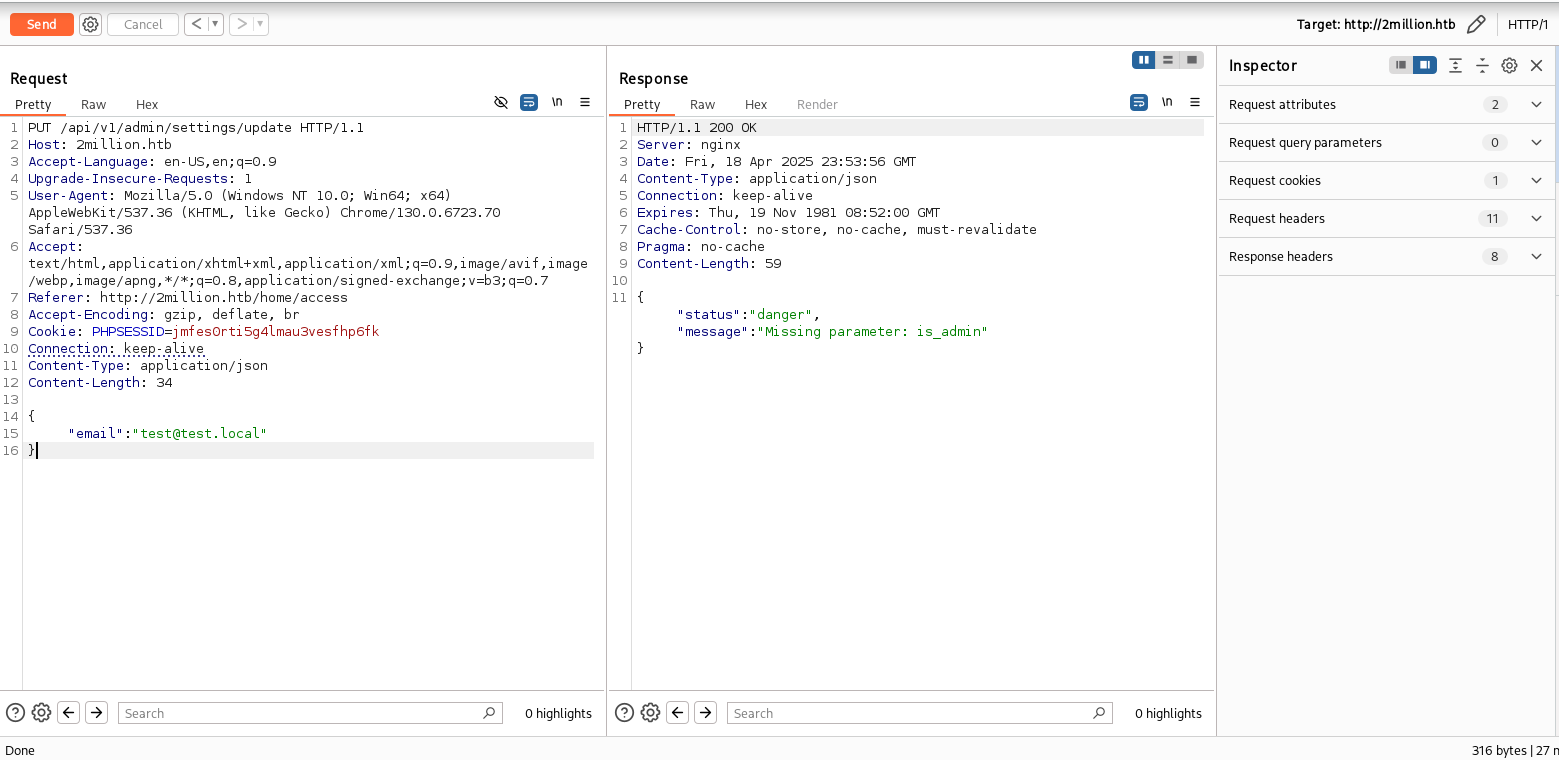 Send Cancel < ▼ > ▼ Target: http://2million.htb HTTP/1
Request
Pretty Raw Hex \n
1 PUT /api/v1/admin/settings/update HTTP/1.1
2 Host: 2million.htb
3 Accept-Language: en-US,en;q=0.9
4 Upgrade-Insecure-Requests: 1
5 User-Agent: Mozilla/5.0 (Windows NT 10.0; Win64; x64)
AppleWebKit/537.36 (KHTML, like Gecko) Chrome/130.0.6723.70
Safari/537.36
6 Accept:
text/html,application/xhtml+xml,application/xml;q=0.9,image/avif,image
/webp,image/apng,*/*;q=0.8,application/signed-exchange;v=b3;q=0.7
7 Referer: http://2million.htb/home/access
8 Accept-Encoding: gzip, deflate, br
9 Cookie: PHPSESSID=jmfes0rti5g4lmau3vesfhp6fk
10 Connection: keep-alive
11 Content-Type: application/json
12 Content-Length: 34
13
14 {
15 "email":"test@test.local"
16 }
Search 0 highlights
Response
Pretty Raw Hex Render \n
1 HTTP/1.1 200 OK
2 Server: nginx
3 Date: Fri, 18 Apr 2025 23:53:56 GMT
4 Content-Type: application/json
5 Connection: keep-alive
6 Expires: Thu, 19 Nov 1981 08:52:00 GMT
7 Cache-Control: no-store, no-cache, must-revalidate
8 Pragma: no-cache
9 Content-Length: 59
10
11 {
"status":"danger",
"message":"Missing parameter: is_admin"
}
Search 0 highlights
Inspector
Request attributes 2
Request query parameters 0
Request cookies 1
Request headers 11
Response headers 8
Done 316 bytes | 27